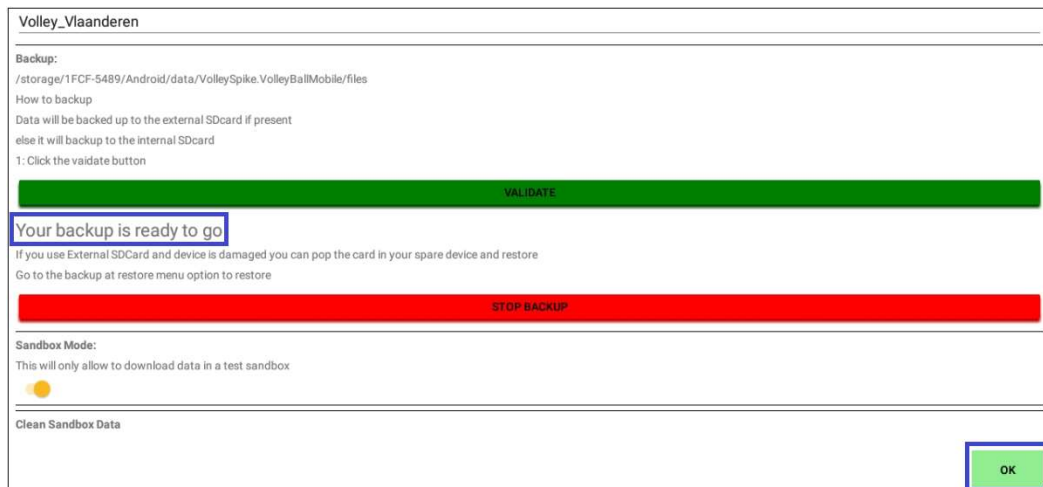 Volley_Vlaanderen
Backup:
/storage/1FCF-5489/Android/data/VolleySpike.VolleyBallMobile/files
How to backup
Data will be backed up to the external SDcard if present
else it will backup to the internal SDcard
1: Click the vaidate button
VALIDATE
Your backup is ready to go
If you use External SDCard and device is damaged you can pop the card in your spare device and restore
Go to the backup at restore menu option to restore
STOP BACKUP
Sandbox Mode:
This will only allow to download data in a test sandbox
Clean Sandbox Data
OK